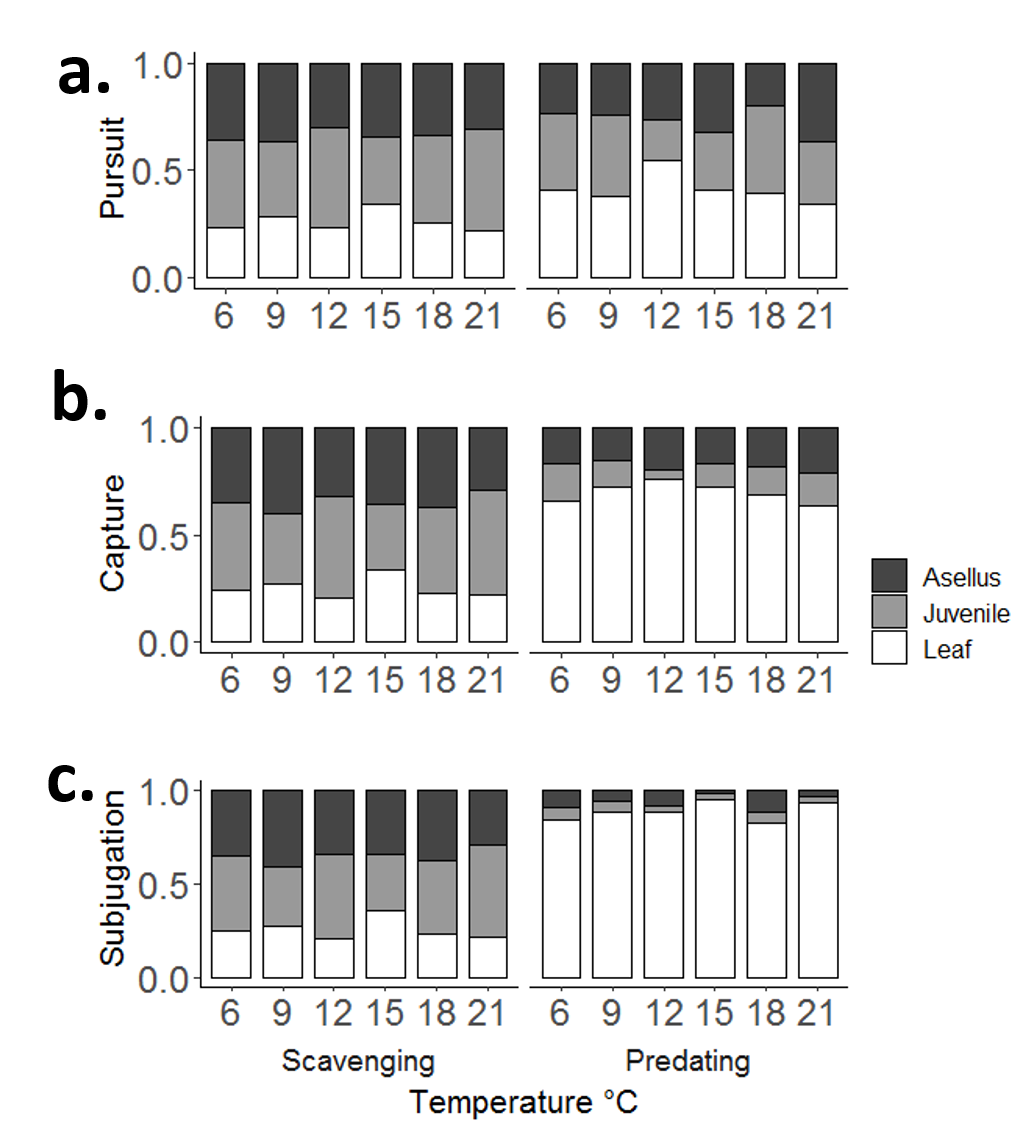 a.
Pursuit
1.0
0.5
0.0
6 9 12 15 18 21 6 9 12 15 18 21
b.
Capture
1.0
0.5
0.0
6 9 12 15 18 21 6 9 12 15 18 21
Asellus
Juvenile
Leaf
c.
Subjugation
1.0
0.5
0.0
6 9 12 15 18 21 6 9 12 15 18 21
Scavenging Predating
Temperature °C